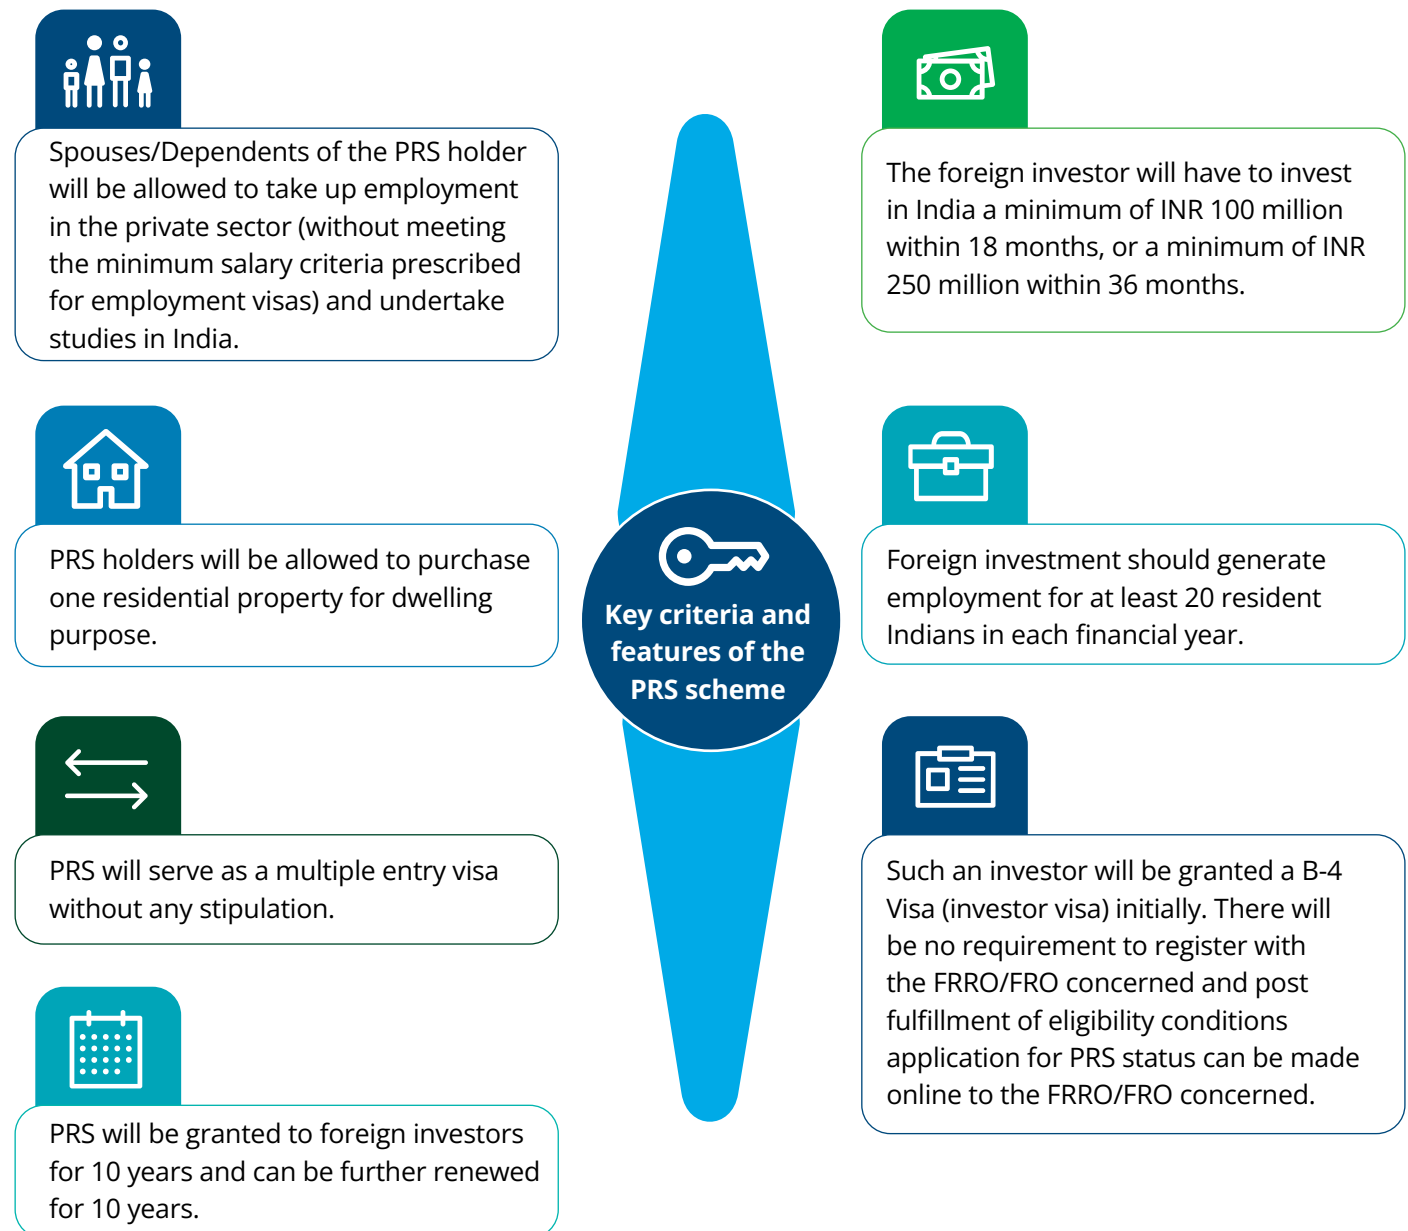 Spouses/Dependents of the PRS holder
will be allowed to take up employment
in the private sector (without meeting
the minimum salary criteria prescribed
for employment visas) and undertake
studies in India.
PRS holders will be allowed to purchase
one residential property for dwelling
purpose.
PRS will serve as a multiple entry visa
without any stipulation.
PRS will be granted to foreign investors
for 10 years and can be further renewed
for 10 years.
Key criteria and
features of the
PRS scheme
The foreign investor will have to invest
in India a minimum of INR 100 million
within 18 months, or a minimum of INR
250 million within 36 months.
Foreign investment should generate
employment for at least 20 resident
Indians in each financial year.
Such an investor will be granted a B-4
Visa (investor visa) initially. There will
be no requirement to register with
the FRRO/FRO concerned and post
fulfillment of eligibility conditions
application for PRS status can be made
online to the FRRO/FRO concerned.